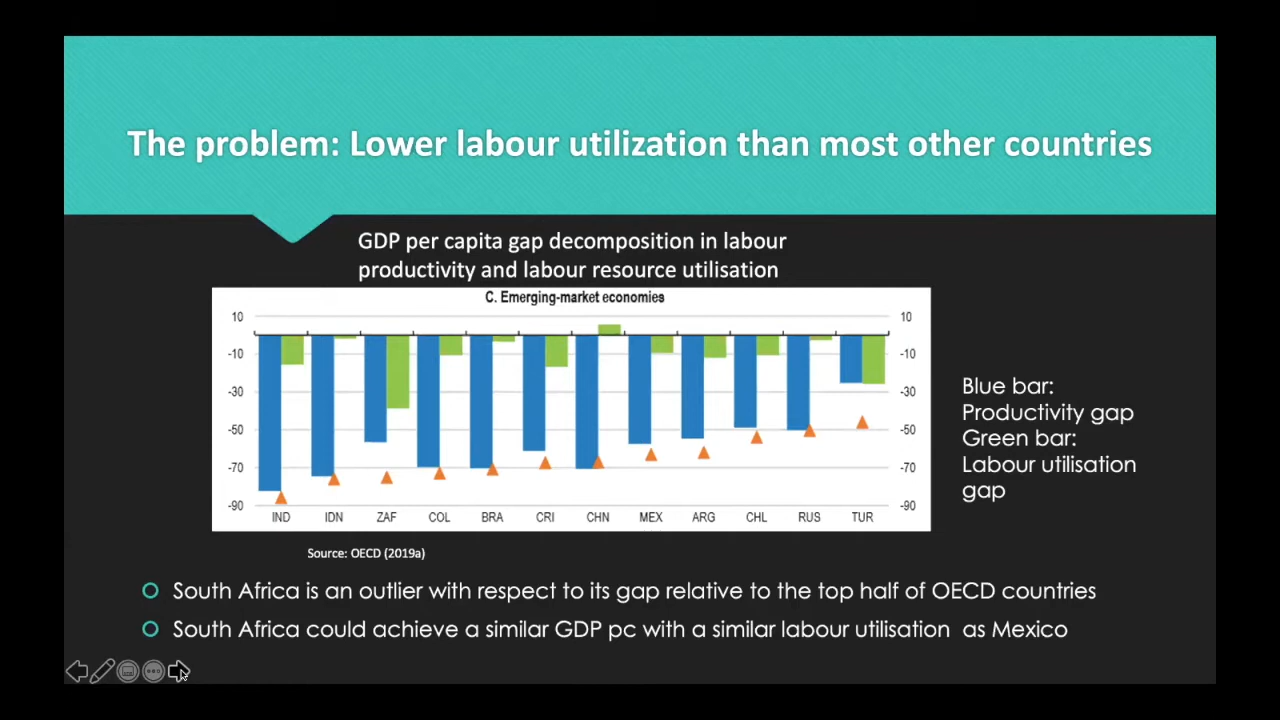 The problem: Lower labour utilization than most other countries
GDP per capita gap decomposition in labour
productivity and labour resource utilisation
C. Emerging-market economies
10 10
-10 -10
-30 -30
-50 -50
-70 -70
-90 -90
IND IDN ZAF COL BRA CRI CHN MEX ARG CHL RUS TUR
Blue bar:
Productivity gap
Green bar:
Labour utilisation
gap
Source: OECD (2019a)
South Africa is an outlier with respect to its gap relative to the top half of OECD countries
South Africa could achieve a similar GDP pc with a similar labour utilisation as Mexico